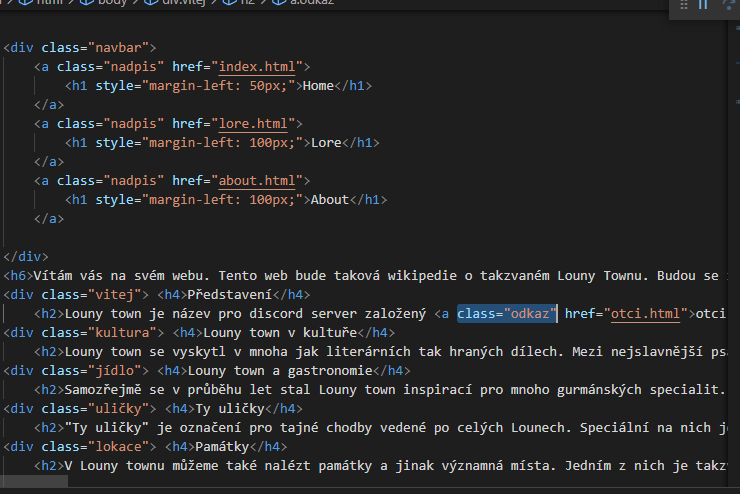 html > body > div.vitej > h2 > a.odkaz
<div class="navbar">
<a class="nadpis" href="index.html">
<h1 style="margin-left: 50px;">Home</h1>
</a>
<a class="nadpis" href="lore.html">
<h1 style="margin-left: 100px;">Lore</h1>
</a>
<a class="nadpis" href="about.html">
<h1 style="margin-left: 100px;">About</h1>
</a>
</div>
<h6>Vítám vás na svém webu. Tento web bude taková wikipedie o takzvaném Louny Townu. Budou se
<div class="vitej"> <h4>Představení</h4>
<h2>Louny town je název pro discord server založený <a class="odkaz" href="otci.html">otci
<div class="kultura"> <h4>Louny town v kultuře</h4>
<h2>Louny town se vyskytl v mnoha jak literárních tak hraných dílech. Mezi nejslavnější
<div class="jídlo"> <h4>Louny town a gastronomie</h4>
<h2>Samozřejmě se v průběhu let stal Louny town inspirací pro mnoho gurmánských specialit.
<div class="uličky"> <h4>Ty uličky</h4>
<h2>"Ty uličky" je označení pro tajné chodby vedené po celých Lounech. Speciální na nich
<div class="lokace"> <h4>Památky</h4>
<h2>V Louny townu můžeme také nalézt památky a jinak významná místa. Jedním z nich je